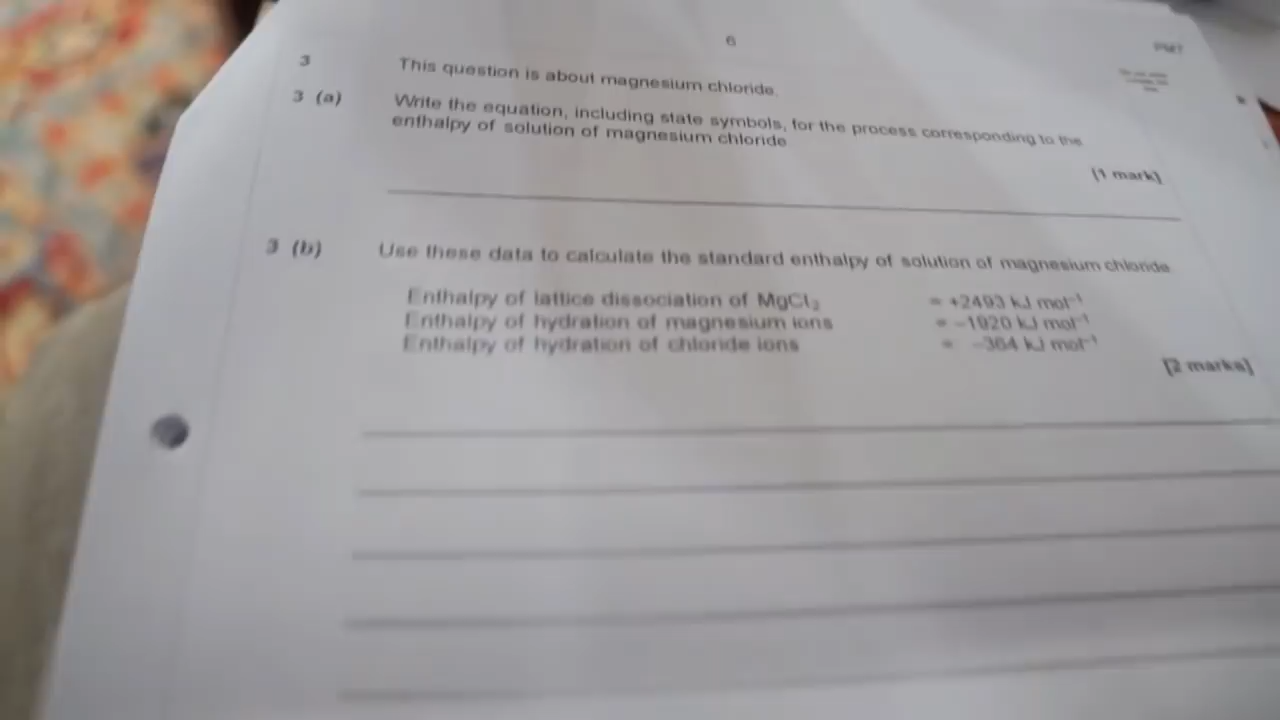 6
PMT
3 This question is about magnesium chloride.
3 (a) Write the equation, including state symbols, for the process corresponding to the
enthalpy of solution of magnesium chloride
[1 mark]
3 (b) Use these data to calculate the standard enthalpy of solution of magnesium chloride.
Enthalpy of lattice dissociation of MgCl₂ = +2493 kJ mol⁻¹
Enthalpy of hydration of magnesium ions = −1920 kJ mol⁻¹
Enthalpy of hydration of chloride ions = −364 kJ mol⁻¹
[2 marks]